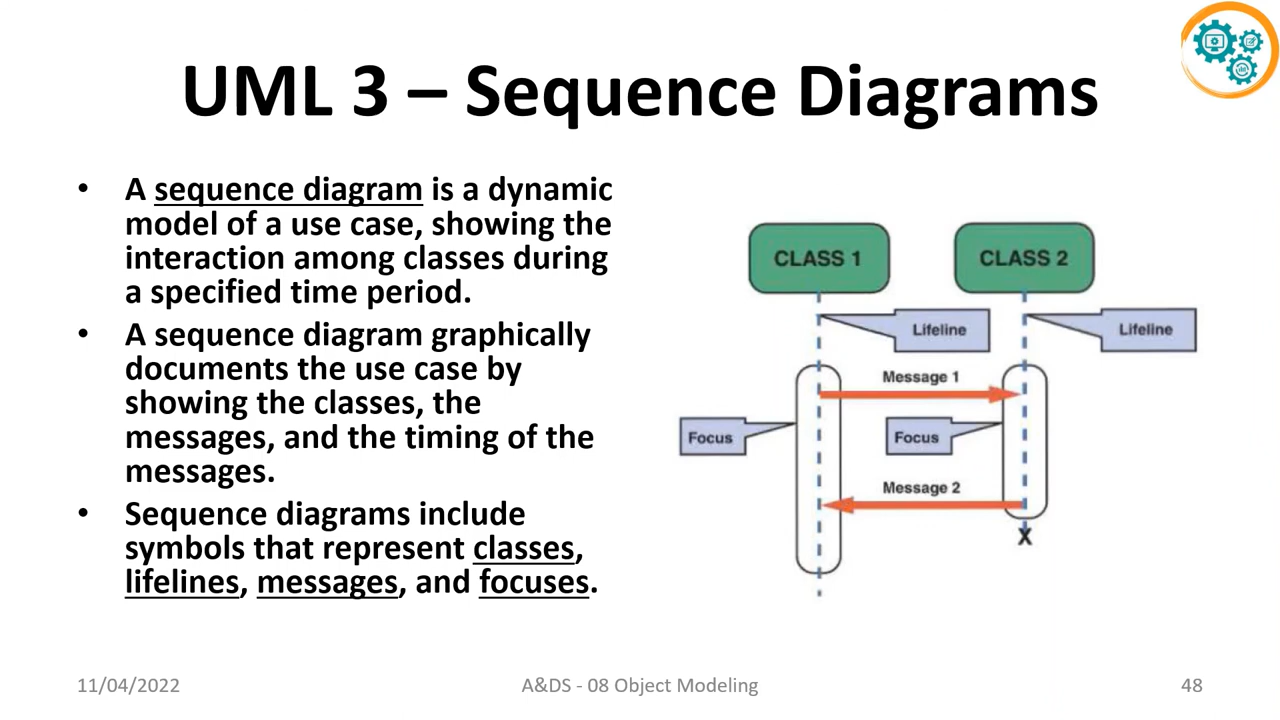 UML 3 – Sequence Diagrams
• A sequence diagram is a dynamic
model of a use case, showing the
interaction among classes during
a specified time period.
• A sequence diagram graphically
documents the use case by
showing the classes, the
messages, and the timing of the
messages.
• Sequence diagrams include
symbols that represent classes,
lifelines, messages, and focuses.
CLASS 1
CLASS 2
Lifeline
Lifeline
Message 1
Focus
Focus
Message 2
X
11/04/2022
A&DS - 08 Object Modeling
48